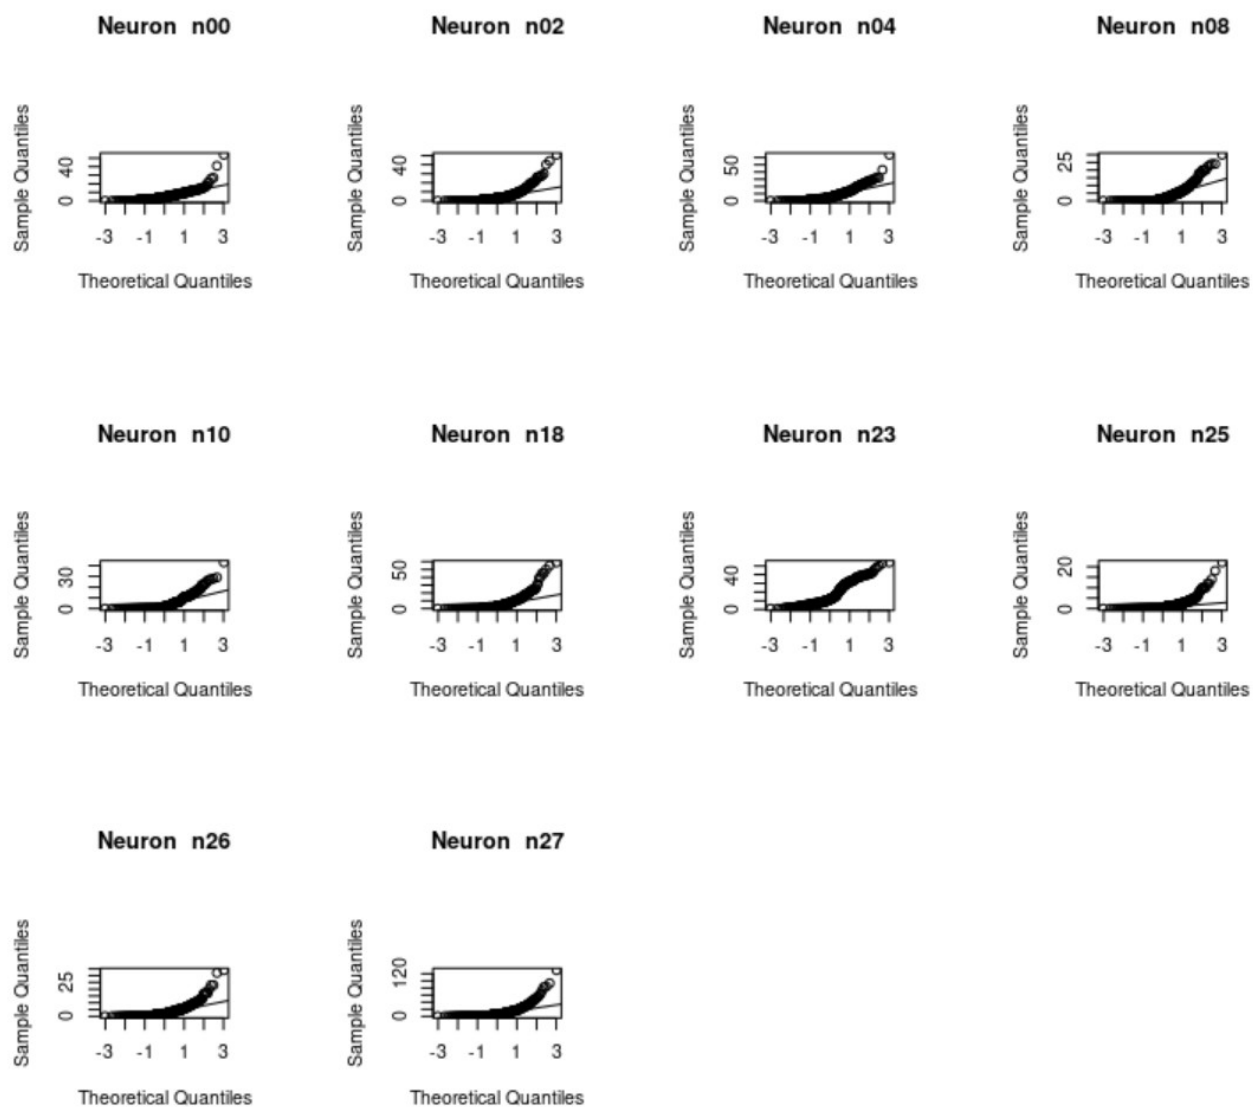 Neuron n00
Neuron n02
Neuron n04
Neuron n08
Sample Quantiles
0 40
-3 -1 1 3
Theoretical Quantiles
Sample Quantiles
0 40
-3 -1 1 3
Theoretical Quantiles
Sample Quantiles
0 50
-3 -1 1 3
Theoretical Quantiles
Sample Quantiles
0 25
-3 -1 1 3
Theoretical Quantiles
Neuron n10
Neuron n18
Neuron n23
Neuron n25
Sample Quantiles
0 30
-3 -1 1 3
Theoretical Quantiles
Sample Quantiles
0 50
-3 -1 1 3
Theoretical Quantiles
Sample Quantiles
0 40
-3 -1 1 3
Theoretical Quantiles
Sample Quantiles
0 20
-3 -1 1 3
Theoretical Quantiles
Neuron n26
Neuron n27
Sample Quantiles
0 25
-3 -1 1 3
Theoretical Quantiles
Sample Quantiles
0 120
-3 -1 1 3
Theoretical Quantiles